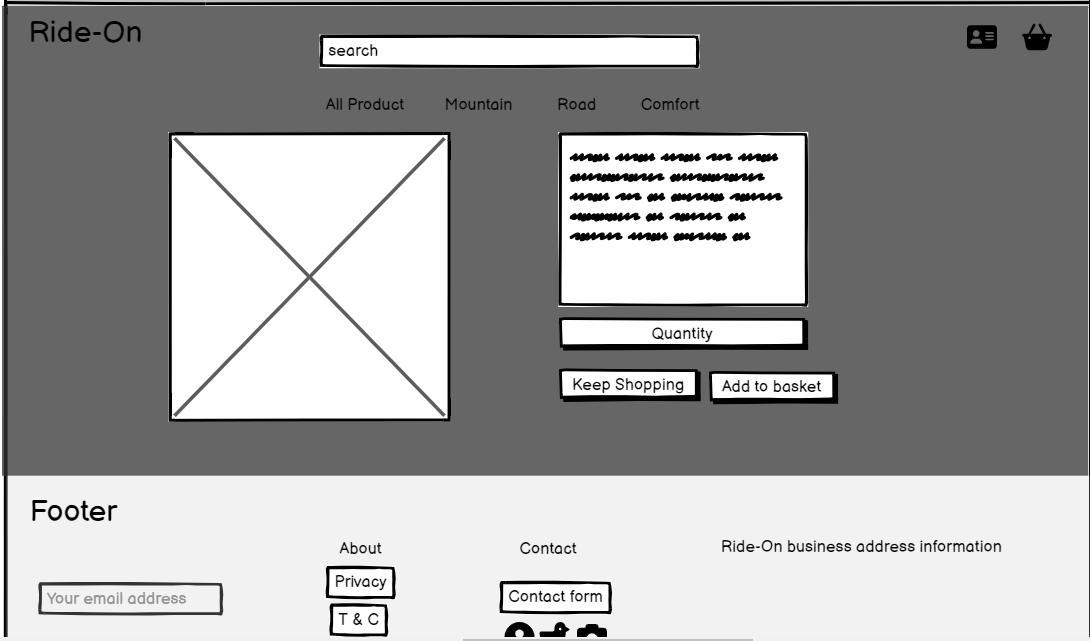 Ride-On
search
All Product Mountain Road Comfort
Quantity
Keep Shopping Add to basket
Footer
About Contact Ride-On business address information
Privacy
Your email address Contact form
T & C